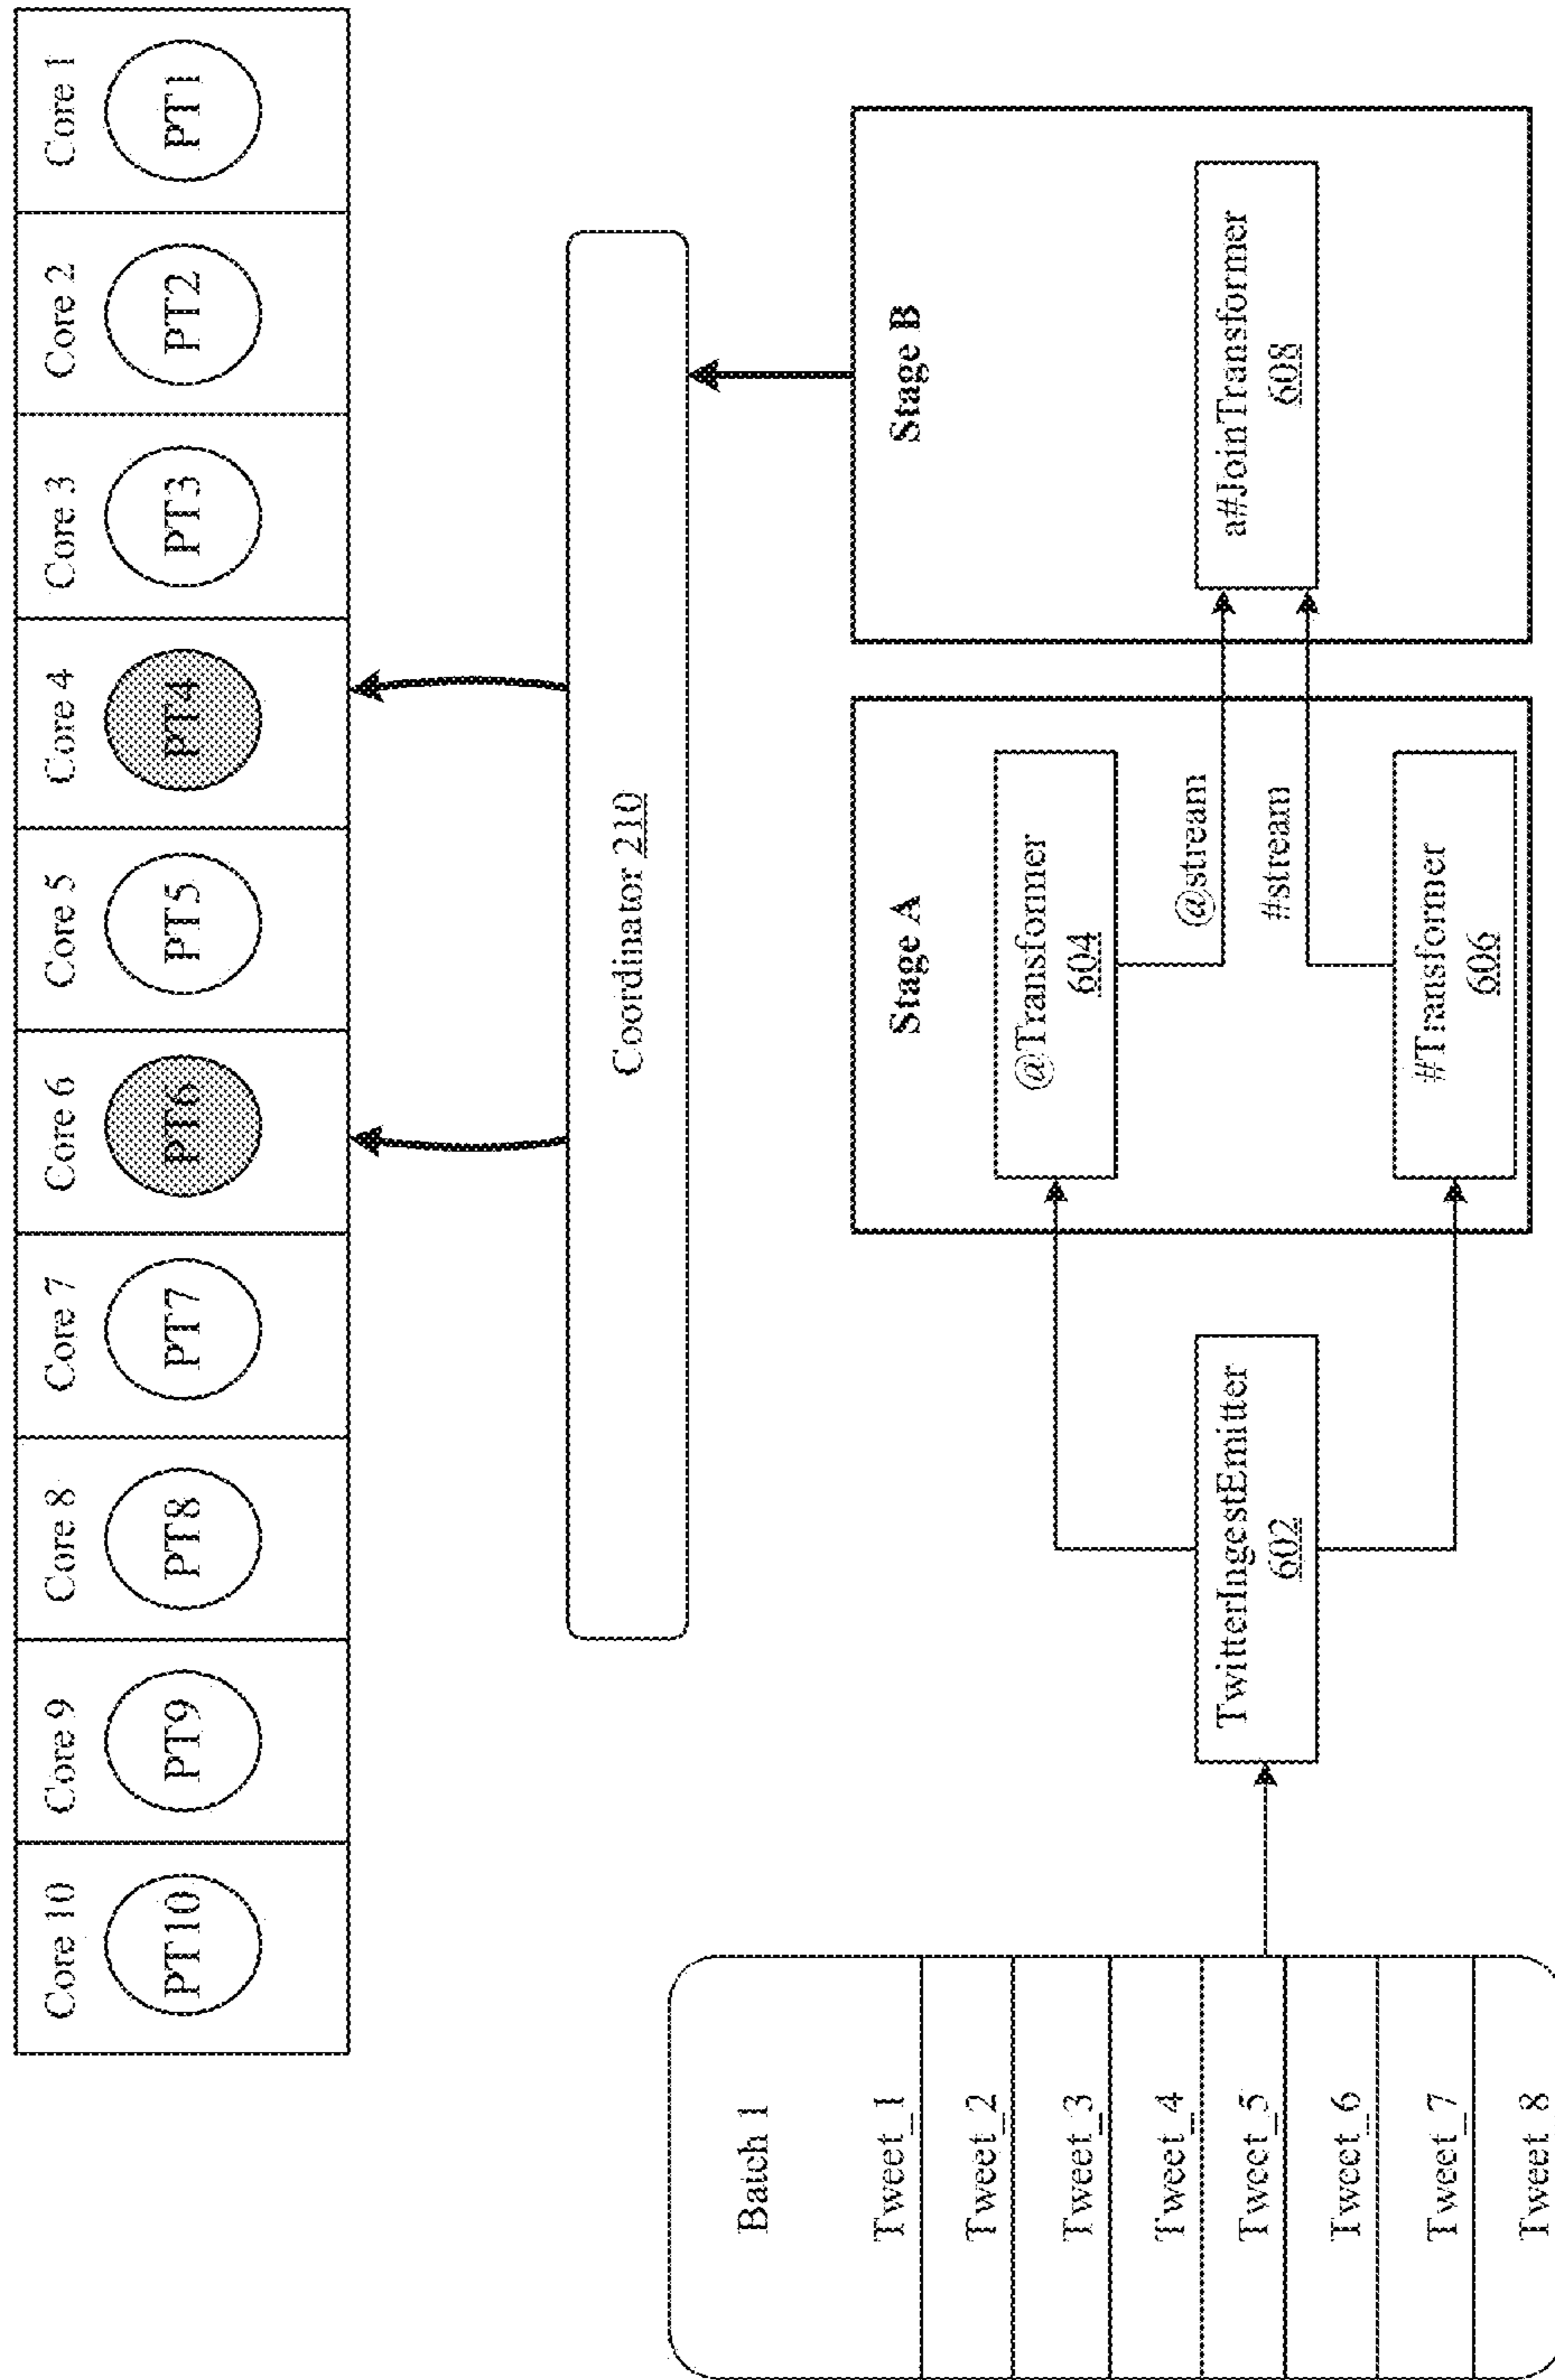 Core 10
Core 9
Core 8
Core 7
Core 6
Core 5
Core 4
Core 3
Core 2
Core 1
PT10
PT9
PT8
PT7
PT6
PT5
PT4
PT3
PT2
PT1
Coordinator 210
Batch 1
Tweet_1
Tweet_2
Tweet_3
Tweet_4
Tweet_5
Tweet_6
Tweet_7
Tweet_8
TwitterIngestEmitter
602
Stage A
@Transformer
604
@stream
#stream
#Transformer
606
Stage B
a#JoinTransformer
608